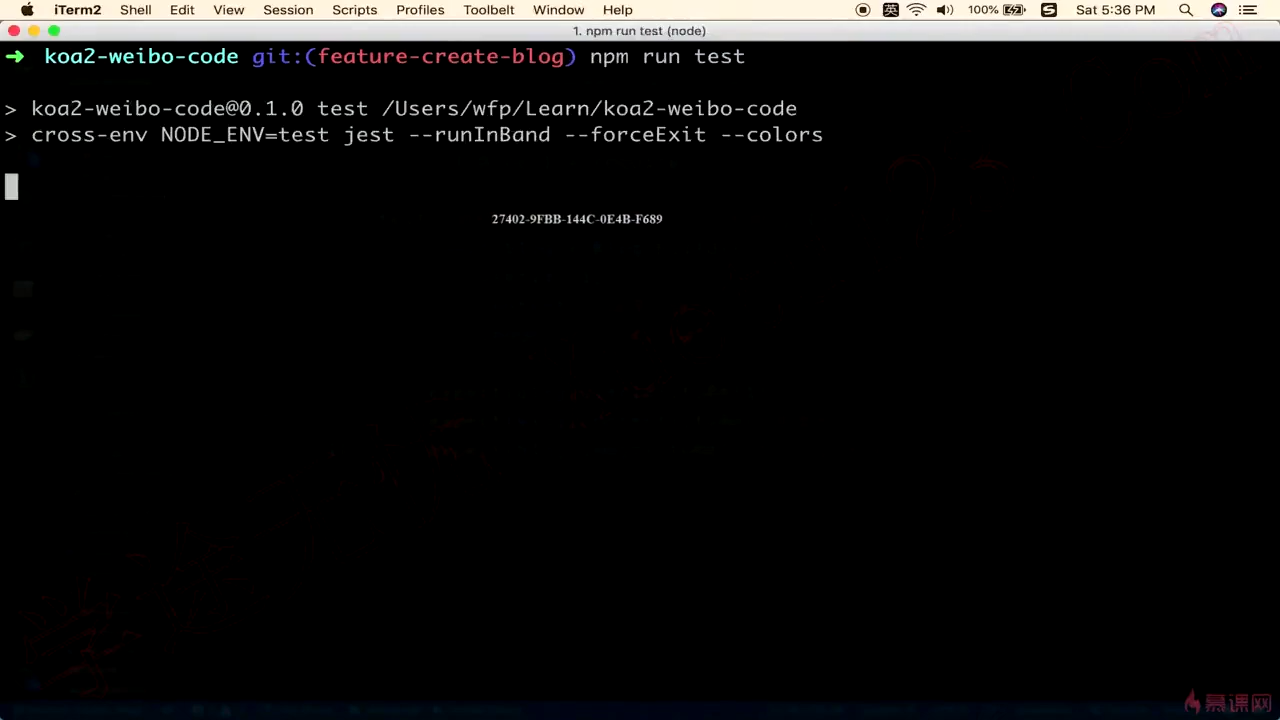 iTerm2 Shell Edit View Session Scripts Profiles Toolbelt Window Help 英 100% S Sat 5:36 PM
1. npm run test (node)
➜ koa2-weibo-code git:(feature-create-blog) npm run test
> koa2-weibo-code@0.1.0 test /Users/wfp/Learn/koa2-weibo-code
> cross-env NODE_ENV=test jest --runInBand --forceExit --colors
27402-9FBB-144C-0E4B-F689
慕课网